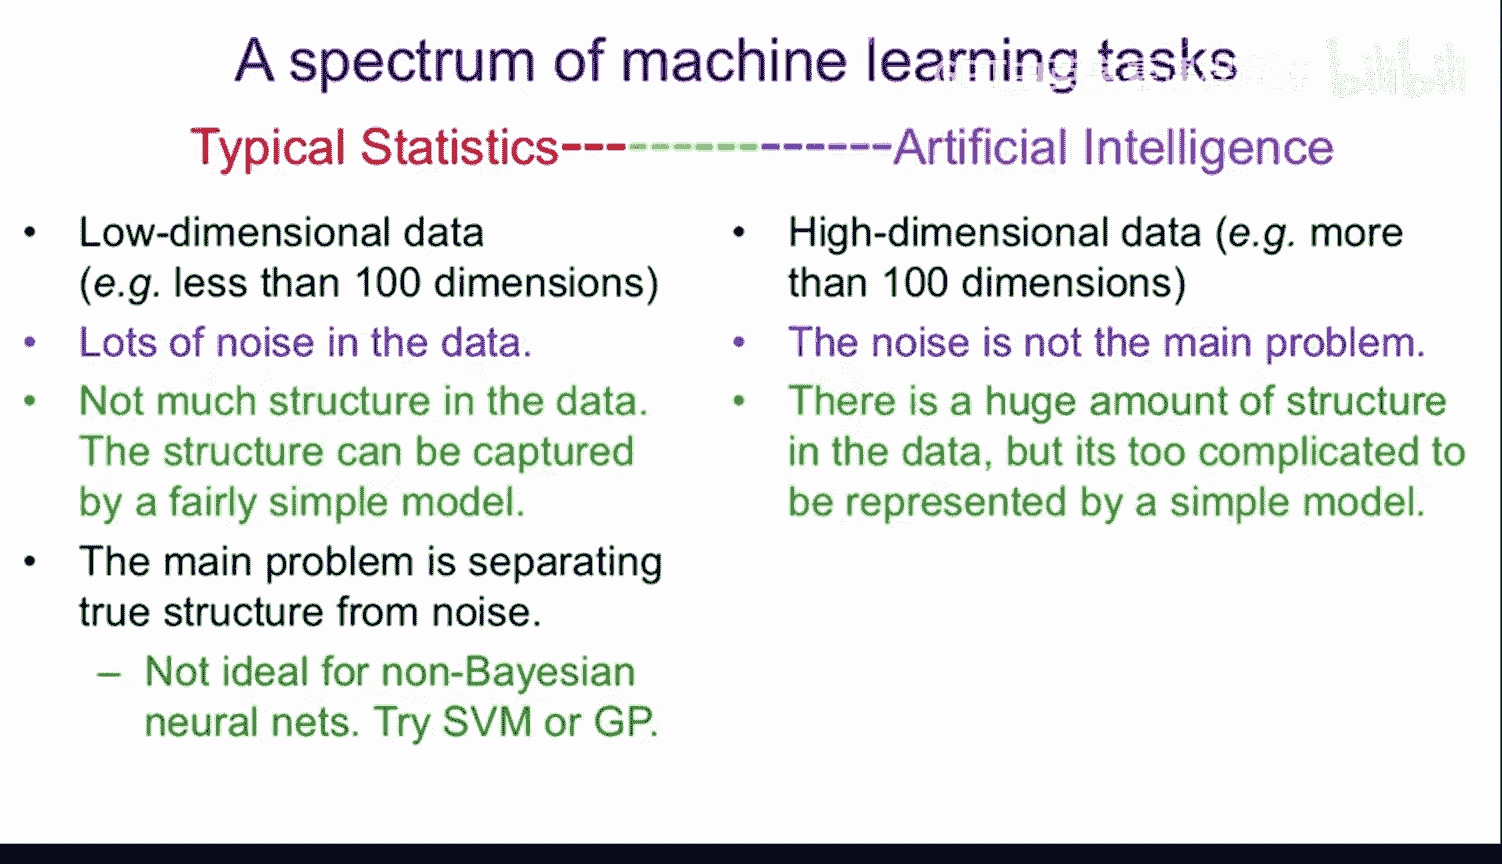 A spectrum of machine learning tasks
Typical Statistics------------Artificial Intelligence
• Low-dimensional data
(e.g. less than 100 dimensions)
• Lots of noise in the data.
• Not much structure in the data.
The structure can be captured
by a fairly simple model.
• The main problem is separating
true structure from noise.
– Not ideal for non-Bayesian
neural nets. Try SVM or GP.
• High-dimensional data (e.g. more
than 100 dimensions)
• The noise is not the main problem.
• There is a huge amount of structure
in the data, but its too complicated to
be represented by a simple model.
bilibili